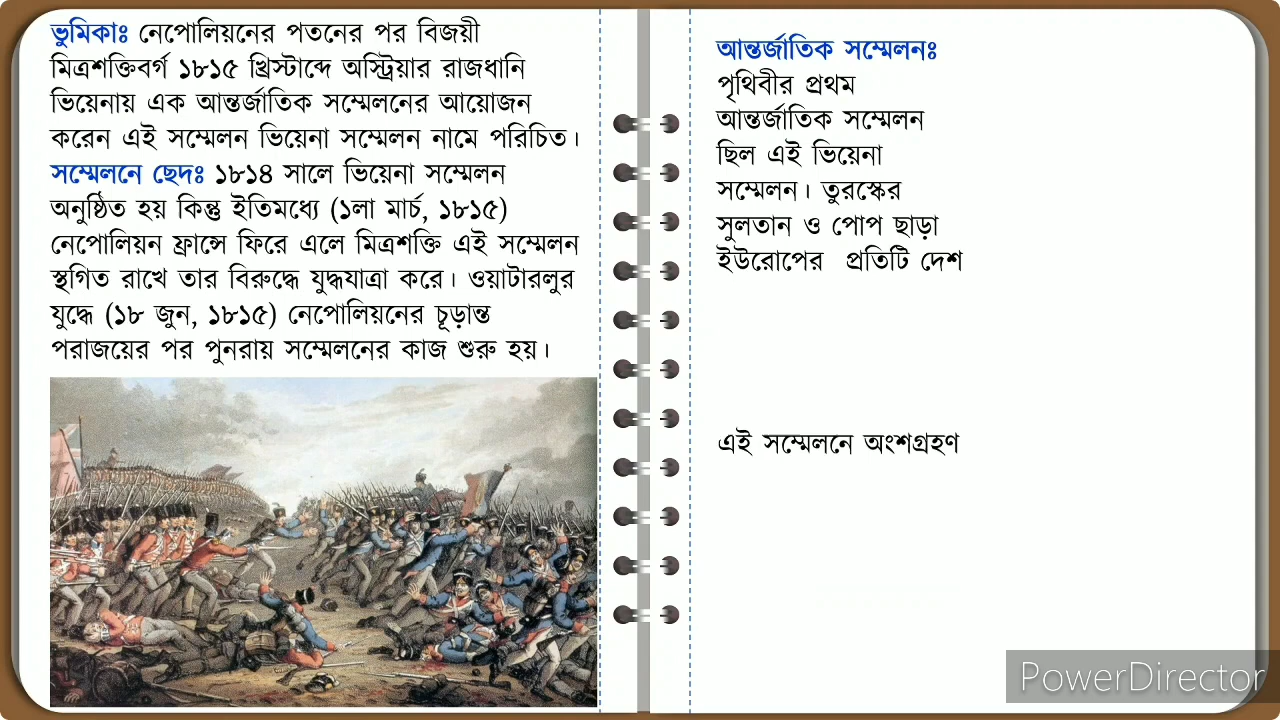 ভুমিকাঃ নেপোলিয়নের পতনের পর বিজয়ী
মিত্রশক্তিবর্গ ১৮১৫ খ্রিস্টাব্দে অস্ট্রিয়ার রাজধানি
ভিয়েনায় এক আন্তর্জাতিক সম্মেলনের আয়োজন
করেন এই সম্মেলন ভিয়েনা সম্মেলন নামে পরিচিত।
সম্মেলনে ছেদঃ ১৮১৪ সালে ভিয়েনা সম্মেলন
অনুষ্ঠিত হয় কিন্তু ইতিমধ্যে (১লা মার্চ, ১৮১৫)
নেপোলিয়ন ফ্রান্সে ফিরে এলে মিত্রশক্তি এই সম্মেলন
স্থগিত রাখে তার বিরুদ্ধে যুদ্ধযাত্রা করে। ওয়াটারলুর
যুদ্ধে (১৮ জুন, ১৮১৫) নেপোলিয়নের চূড়ান্ত
পরাজয়ের পর পুনরায় সম্মেলনের কাজ শুরু হয়।
আন্তর্জাতিক সম্মেলনঃ
পৃথিবীর প্রথম
আন্তর্জাতিক সম্মেলন
ছিল এই ভিয়েনা
সম্মেলন। তুরস্কের
সুলতান ও পোপ ছাড়া
ইউরোপের প্রতিটি দেশ
এই সম্মেলনে অংশগ্রহণ
PowerDirector